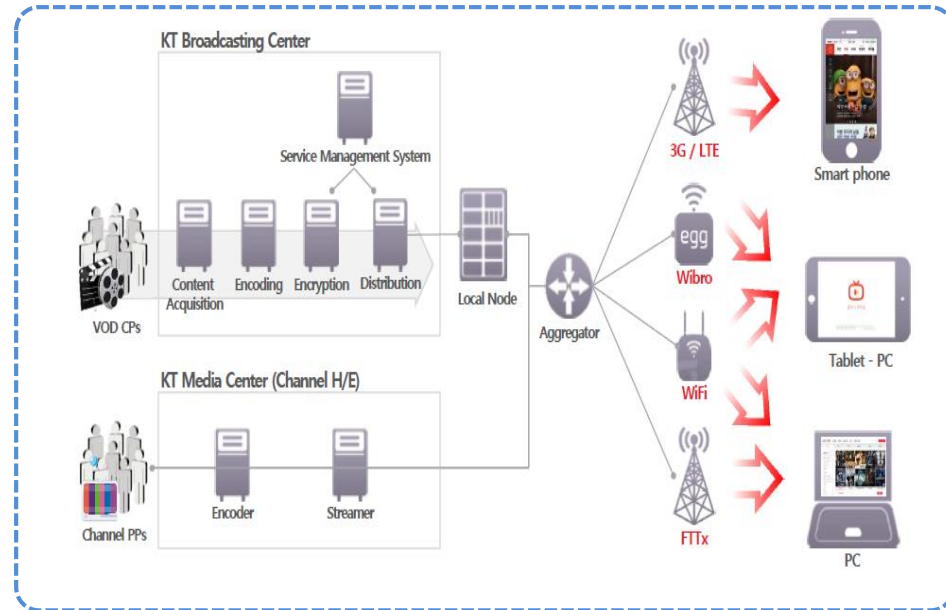 KT Broadcasting Center
Service Management System
3G / LTE
Smart phone
Content
Acquisition
Encoding
Encryption
Distribution
Local Node
VOD CPs
egg
Wibro
Aggregator
WiFi
Tablet - PC
KT Media Center (Channel H/E)
Encoder
Streamer
Channel PPs
FTTx
PC